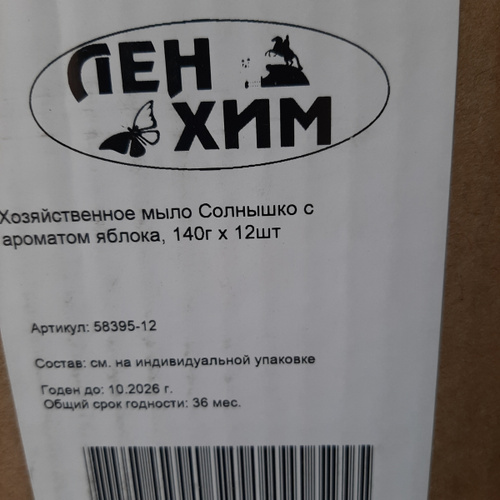 ЛЕН
ХИМ
Хозяйственное мыло Солнышко с
ароматом яблока, 140г х 12шт
Артикул: 58395-12
Состав: см. на индивидуальной упаковке
Годен до: 10.2026 г.
Общий срок годности: 36 мес.